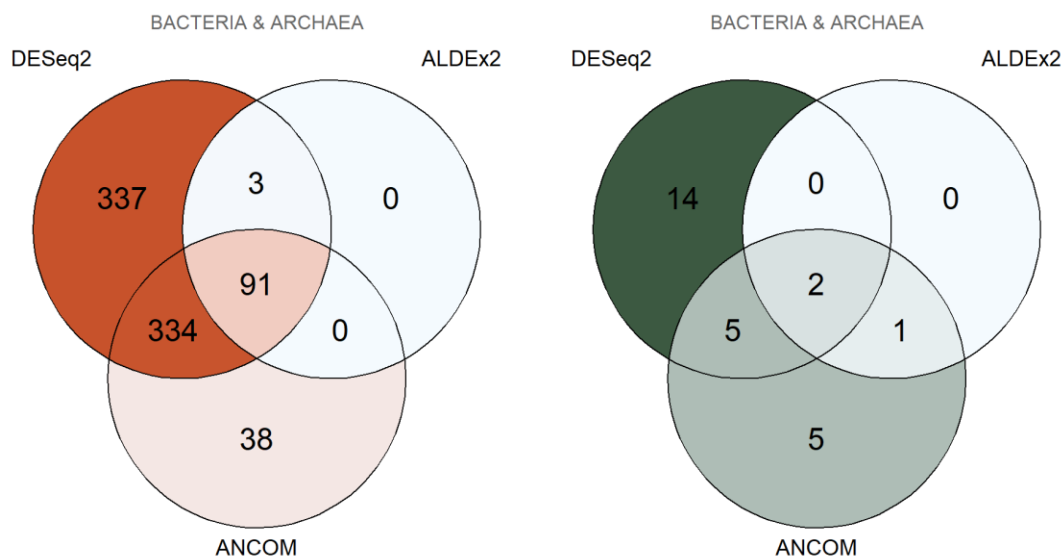 BACTERIA & ARCHAEA
DESeq2
ALDEx2
337
3
0
91
334
0
38
ANCOM
BACTERIA & ARCHAEA
DESeq2
ALDEx2
14
0
0
2
5
1
5
ANCOM